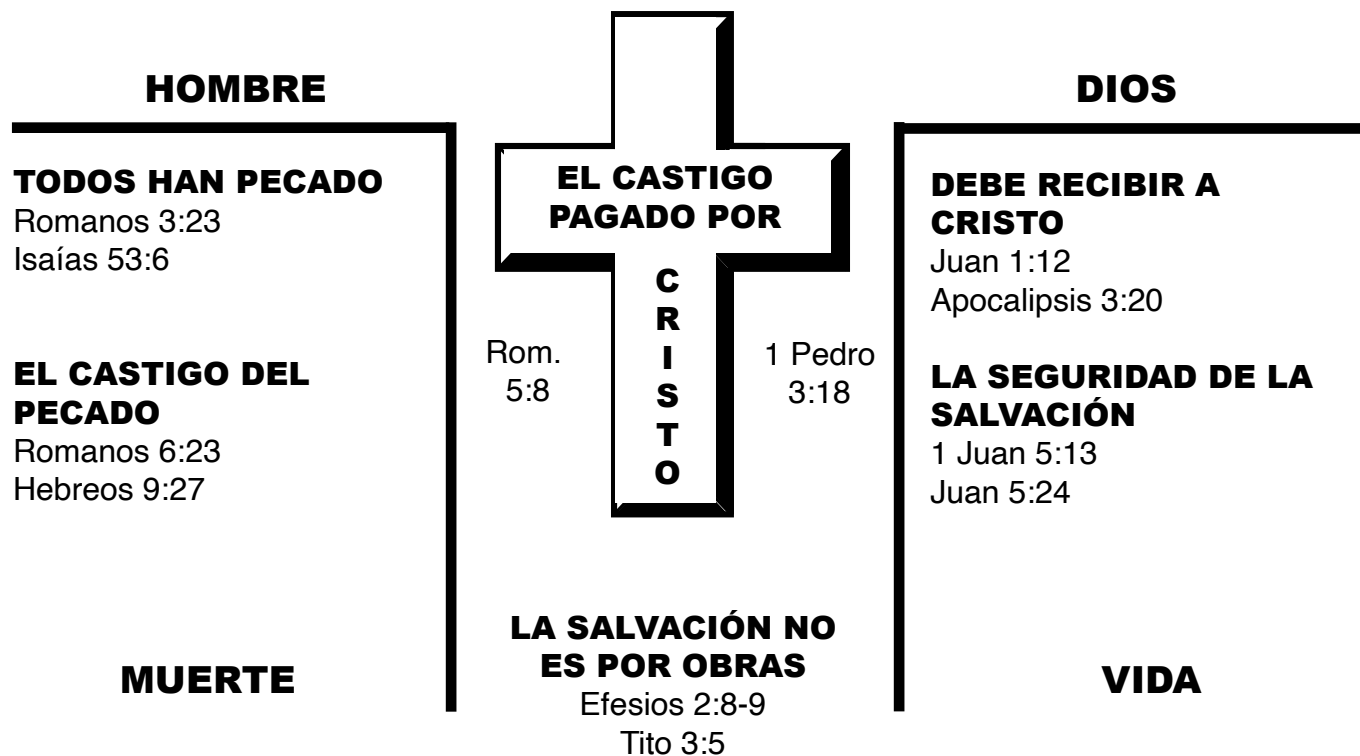 HOMBRE
TODOS HAN PECADO
Romanos 3:23
Isaías 53:6
EL CASTIGO DEL
PECADO
Romanos 6:23
Hebreos 9:27
MUERTE
EL CASTIGO
PAGADO POR
C
R
I
S
T
O
Rom.
5:8
1 Pedro
3:18
LA SALVACIÓN NO
ES POR OBRAS
Efesios 2:8-9
Tito 3:5
DIOS
DEBE RECIBIR A
CRISTO
Juan 1:12
Apocalipsis 3:20
LA SEGURIDAD DE LA
SALVACIÓN
1 Juan 5:13
Juan 5:24
VIDA